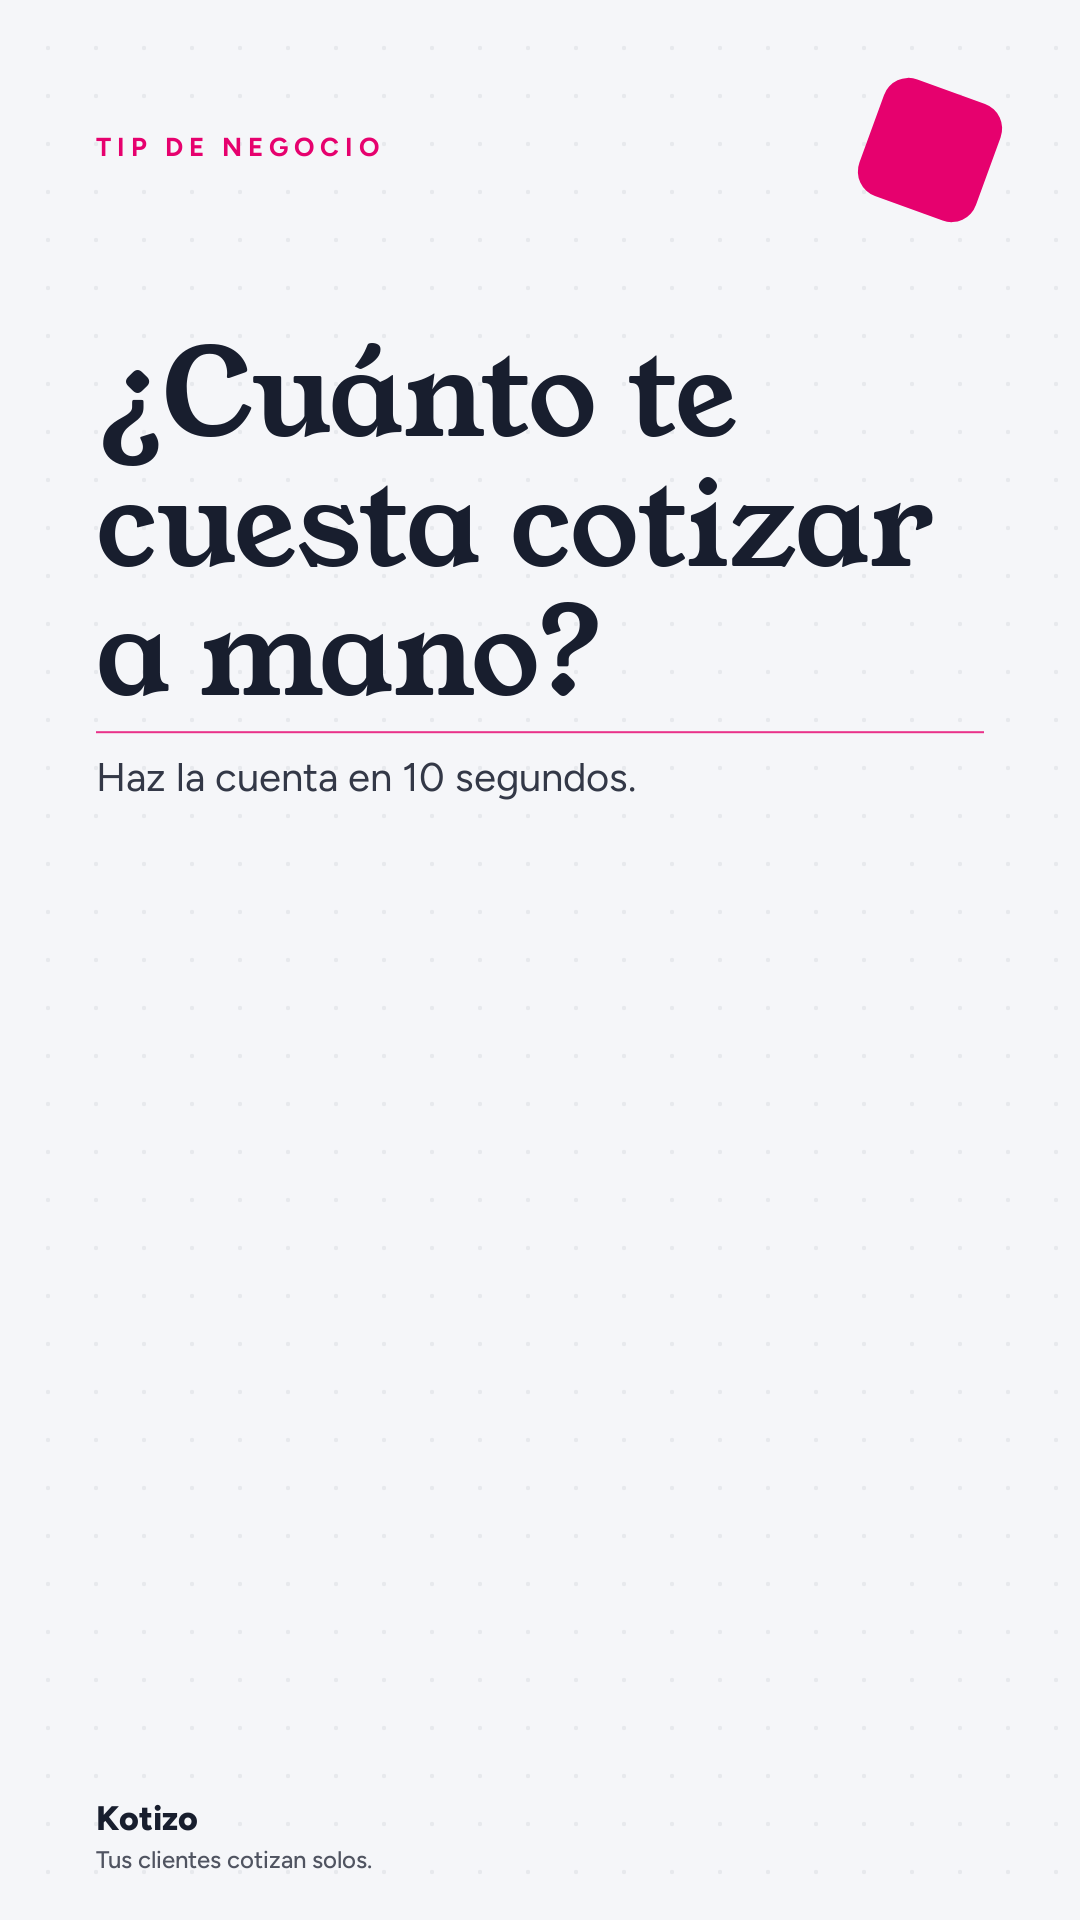 TIP DE NEGOCIO
¿Cuánto te
cuesta cotizar
a mano?
Haz la cuenta en 10 segundos.
Kotizo
Tus clientes cotizan solos.